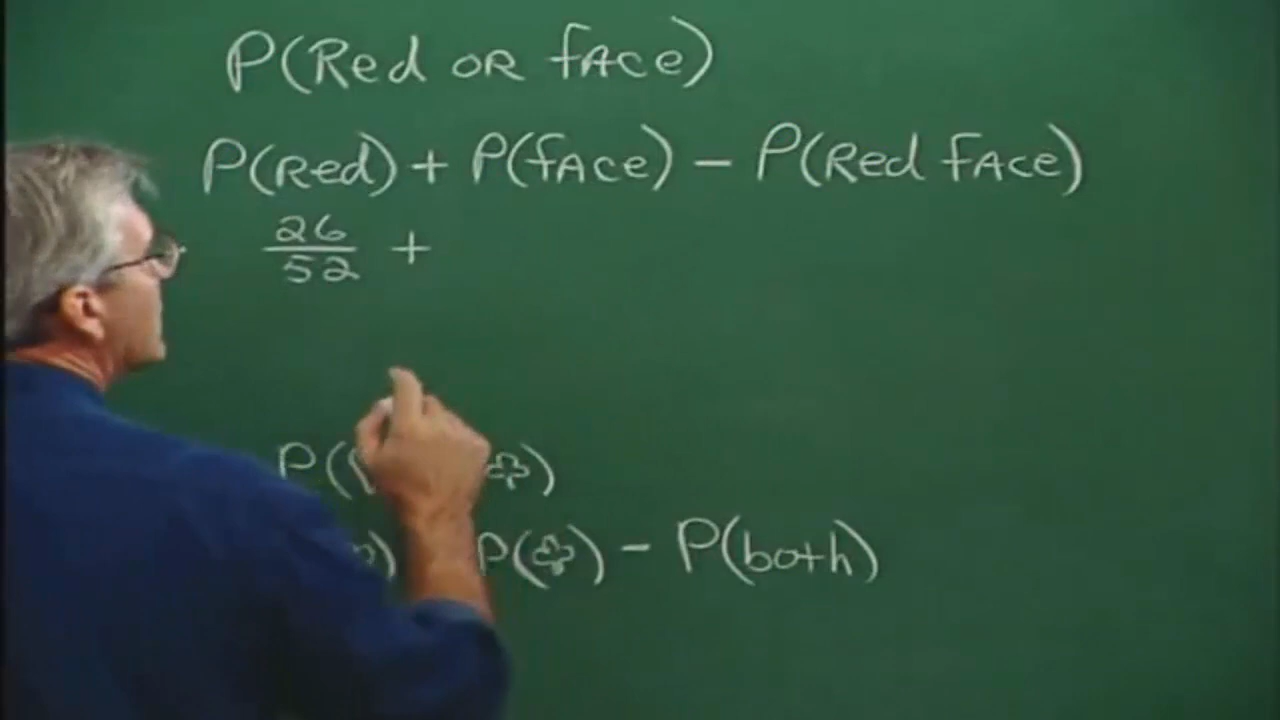 P(Red OR fACe)
P(Red) + P(fACe) − P(Red fACe)
26/52 +
P( ♣)
) P(♣) − P(both)